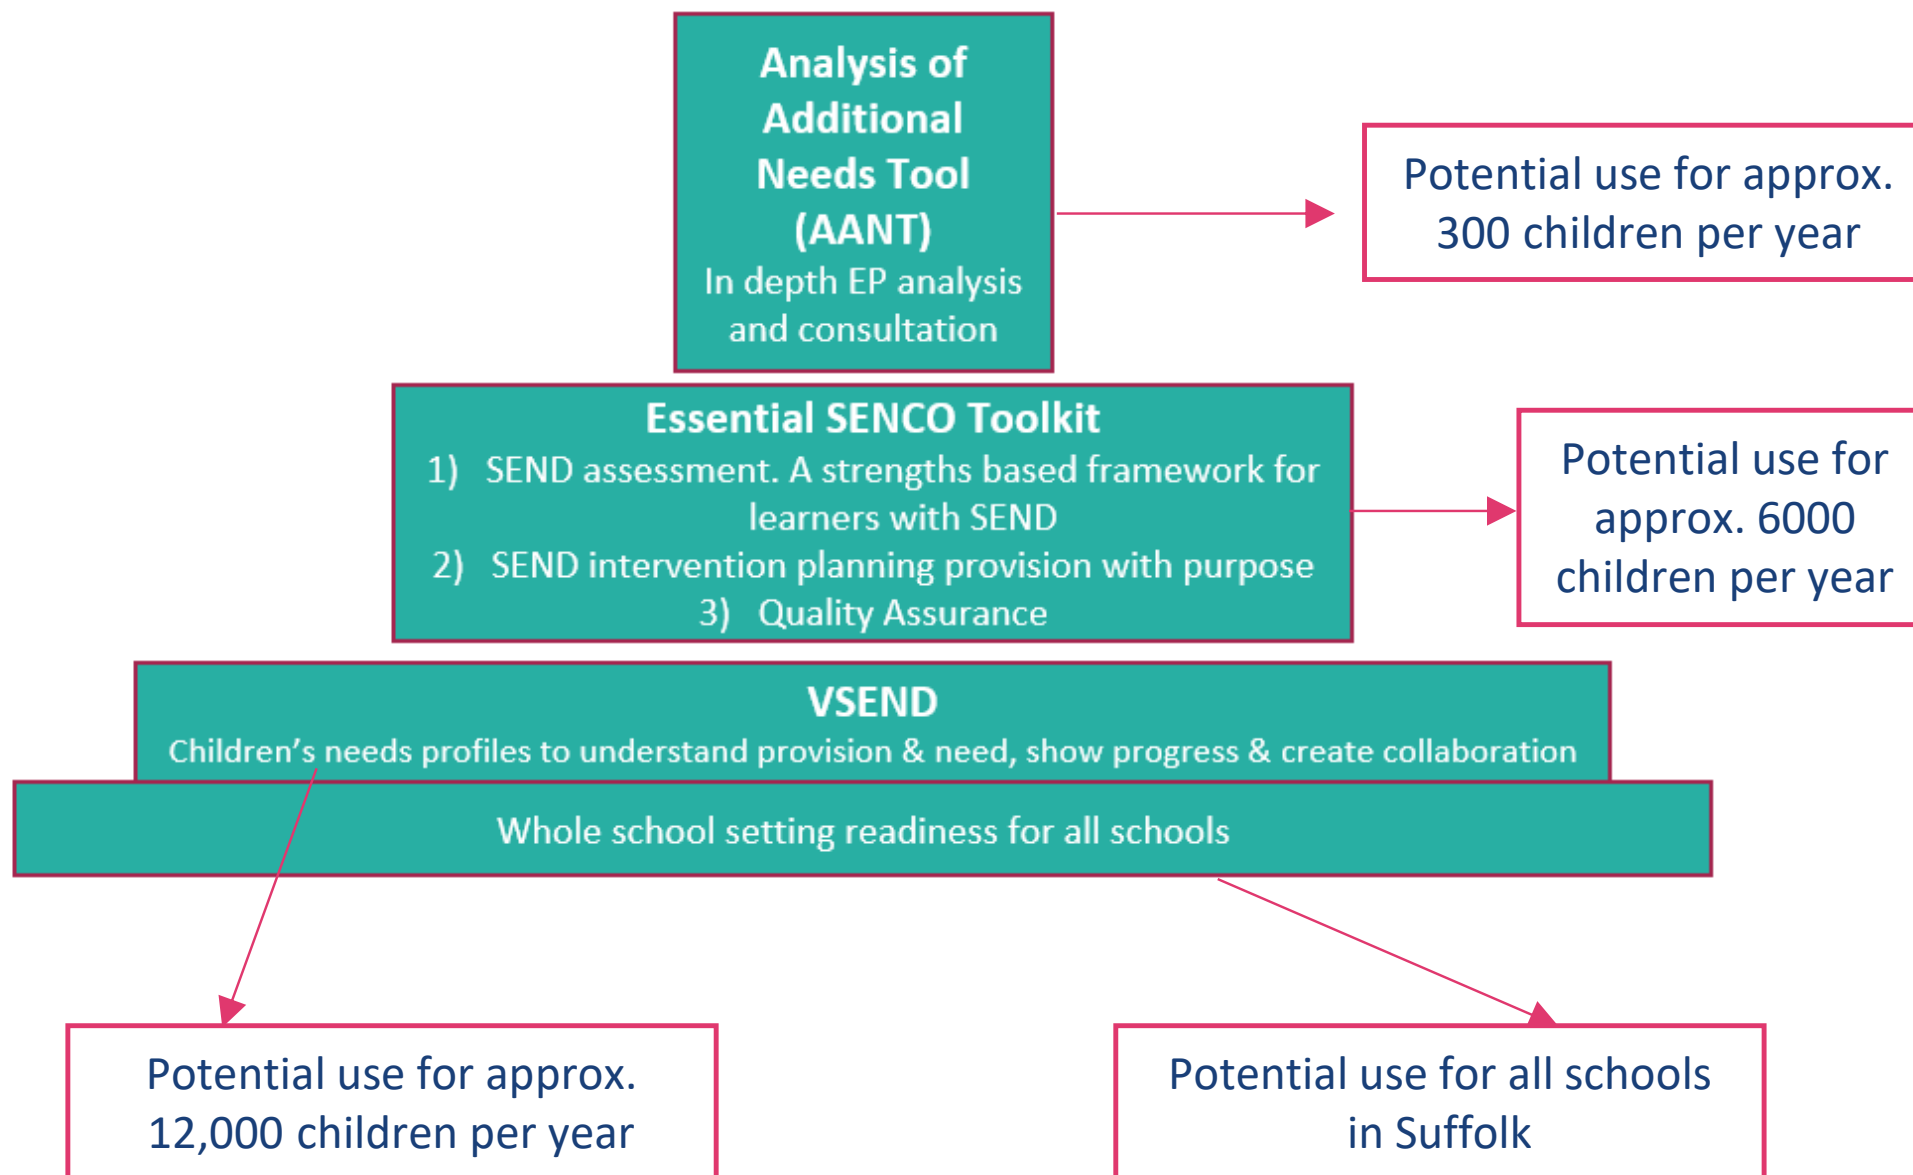 Analysis of
Additional
Needs Tool
(AANT)
In depth EP analysis
and consultation
Potential use for approx.
300 children per year
Essential SENCO Toolkit
1) SEND assessment. A strengths based framework for
learners with SEND
2) SEND intervention planning provision with purpose
3) Quality Assurance
Potential use for
approx. 6000
children per year
VSEND
Children's needs profiles to understand provision & need, show progress & create collaboration
Whole school setting readiness for all schools
Potential use for approx.
12,000 children per year
Potential use for all schools
in Suffolk